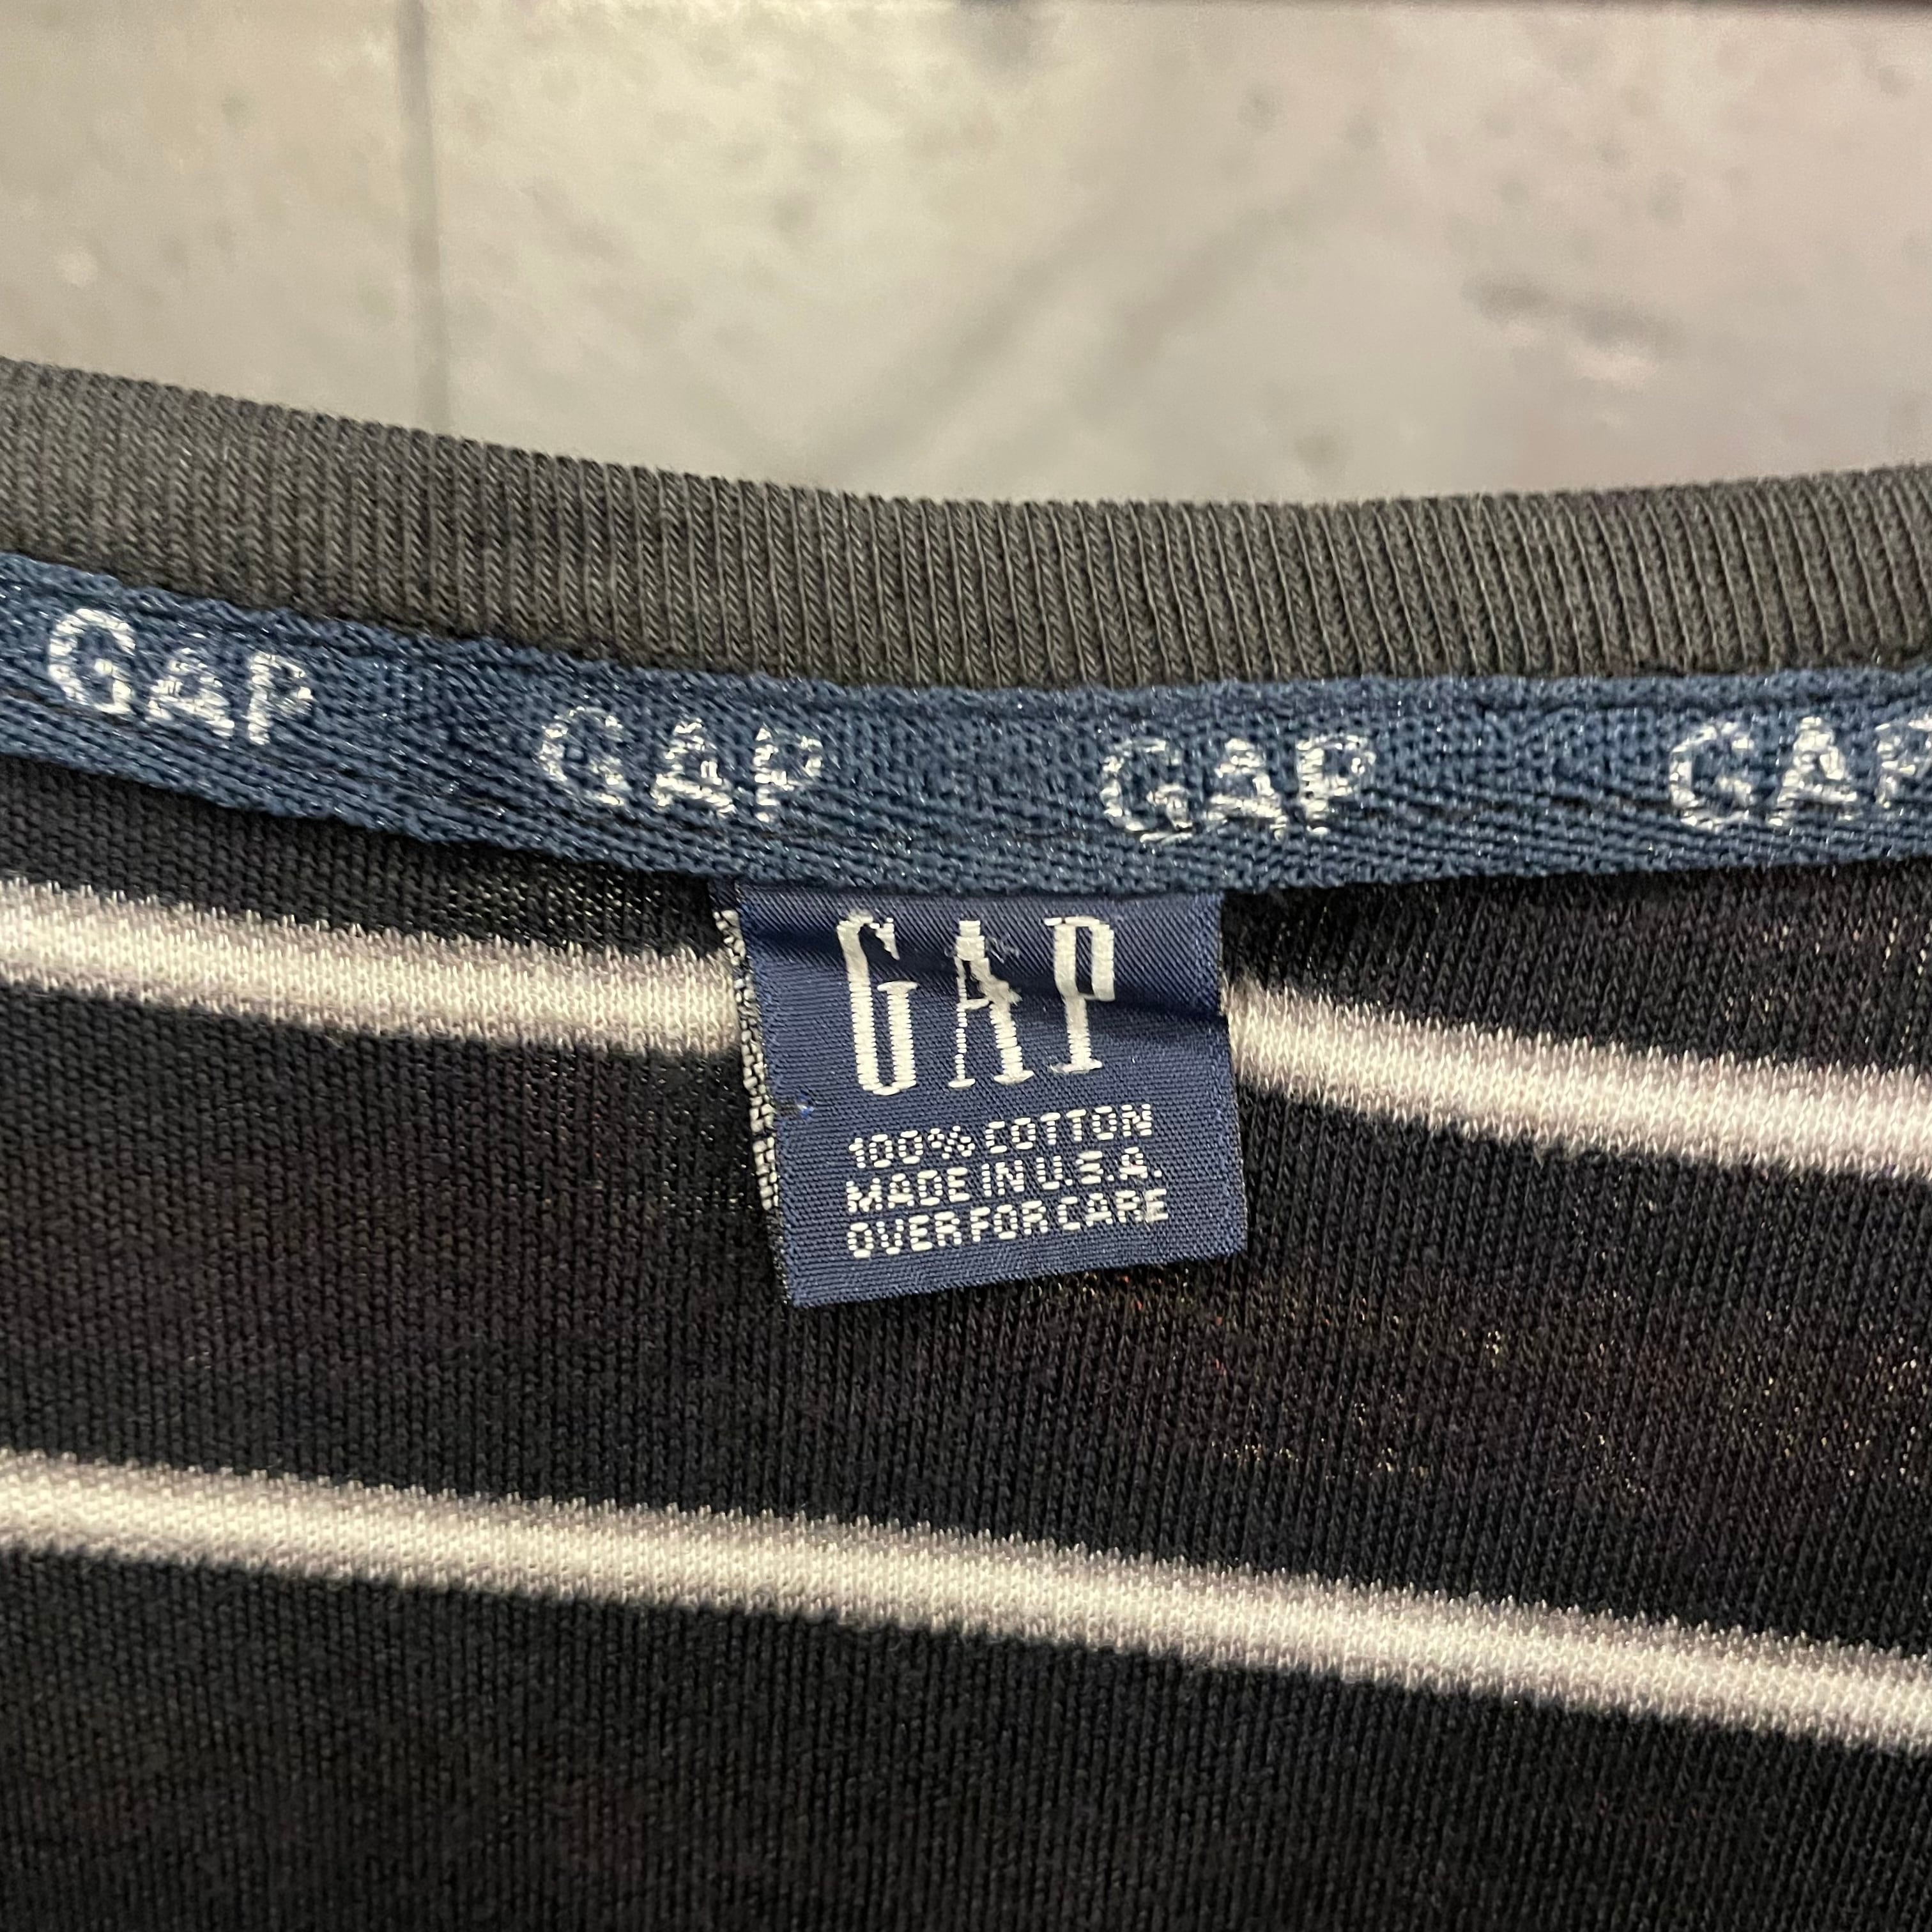 GAP GAP GAP GAP
GAP
100% COTTON
MADE IN U.S.A.
OVER FOR CARE